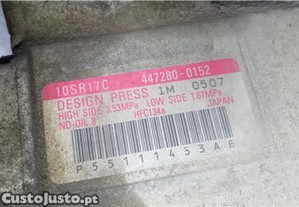 10SR17C 447280-0152
DESIGN PRESS 1M 0507
HIGH SIDE 3.53MPa LOW SIDE 1.67MPa
ND-OIL 8 HFC134a JAPAN
P55111453AE
CustoJusto.pt